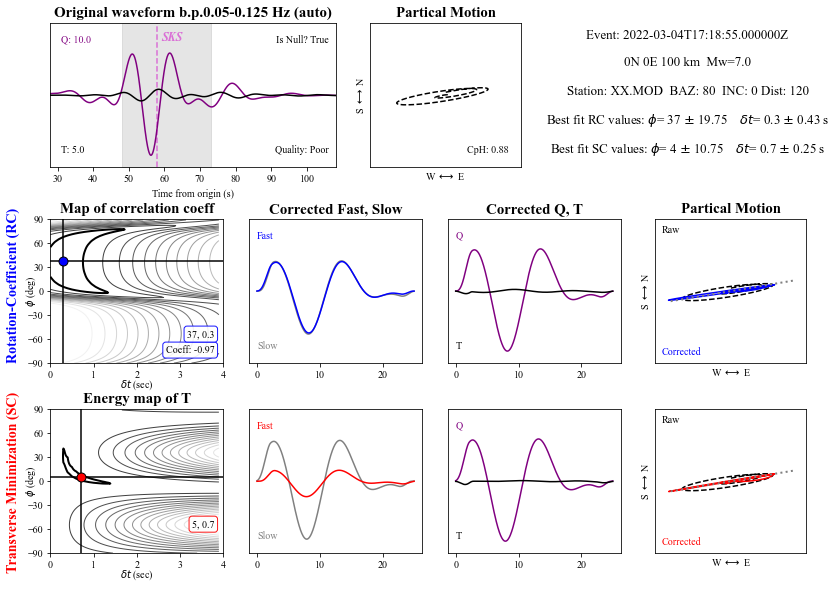 Original waveform b.p.0.05-0.125 Hz (auto)
Q: 10.0
SKS
Is Null? True
T: 5.0
Quality: Poor
30 40 50 60 70 80 90 100
Time from origin (s)
Partical Motion
S ⟷ N
CpH: 0.88
W ⟷ E
Event: 2022-03-04T17:18:55.000000Z
0N 0E 100 km Mw=7.0
Station: XX.MOD BAZ: 80 INC: 0 Dist: 120
Best fit RC values: ϕ= 37 ± 19.75 δt= 0.3 ± 0.43 s
Best fit SC values: ϕ= 4 ± 10.75 δt= 0.7 ± 0.25 s
Rotation-Coefficient (RC)
Map of correlation coeff
90
60
30
0
−30
−60
−90
ϕ (deg)
37, 0.3
Coeff: -0.97
0 1 2 3 4
δt (sec)
Corrected Fast, Slow
Fast
Slow
0 10 20
Corrected Q, T
Q
T
0 10 20
Partical Motion
Raw
S ⟷ N
Corrected
W ⟷ E
Transverse Minimization (SC)
Energy map of T
90
60
30
0
−30
−60
−90
ϕ (deg)
5, 0.7
0 1 2 3 4
δt (sec)
Fast
Slow
0 10 20
Q
T
0 10 20
Raw
S ⟷ N
Corrected
W ⟷ E